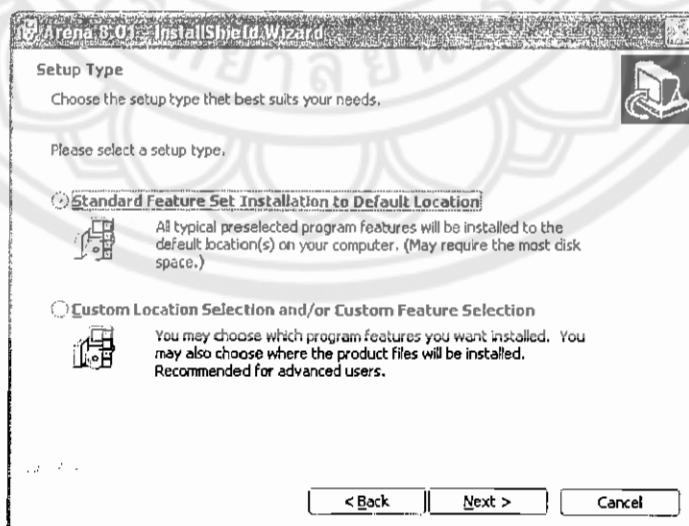 Arena 8.01 - InstallShield Wizard
Setup Type
Choose the setup type thet best suits your needs.
Please select a setup type.
Standard Feature Set Installation to Default Location
All typical preselected program features will be installed to the
default location(s) on your computer. (May require the most disk
space.)
Custom Location Selection and/or Custom Feature Selection
You may choose which program features you want installed. You
may also choose where the product files will be installed.
Recommended for advanced users.
< Back
Next >
Cancel